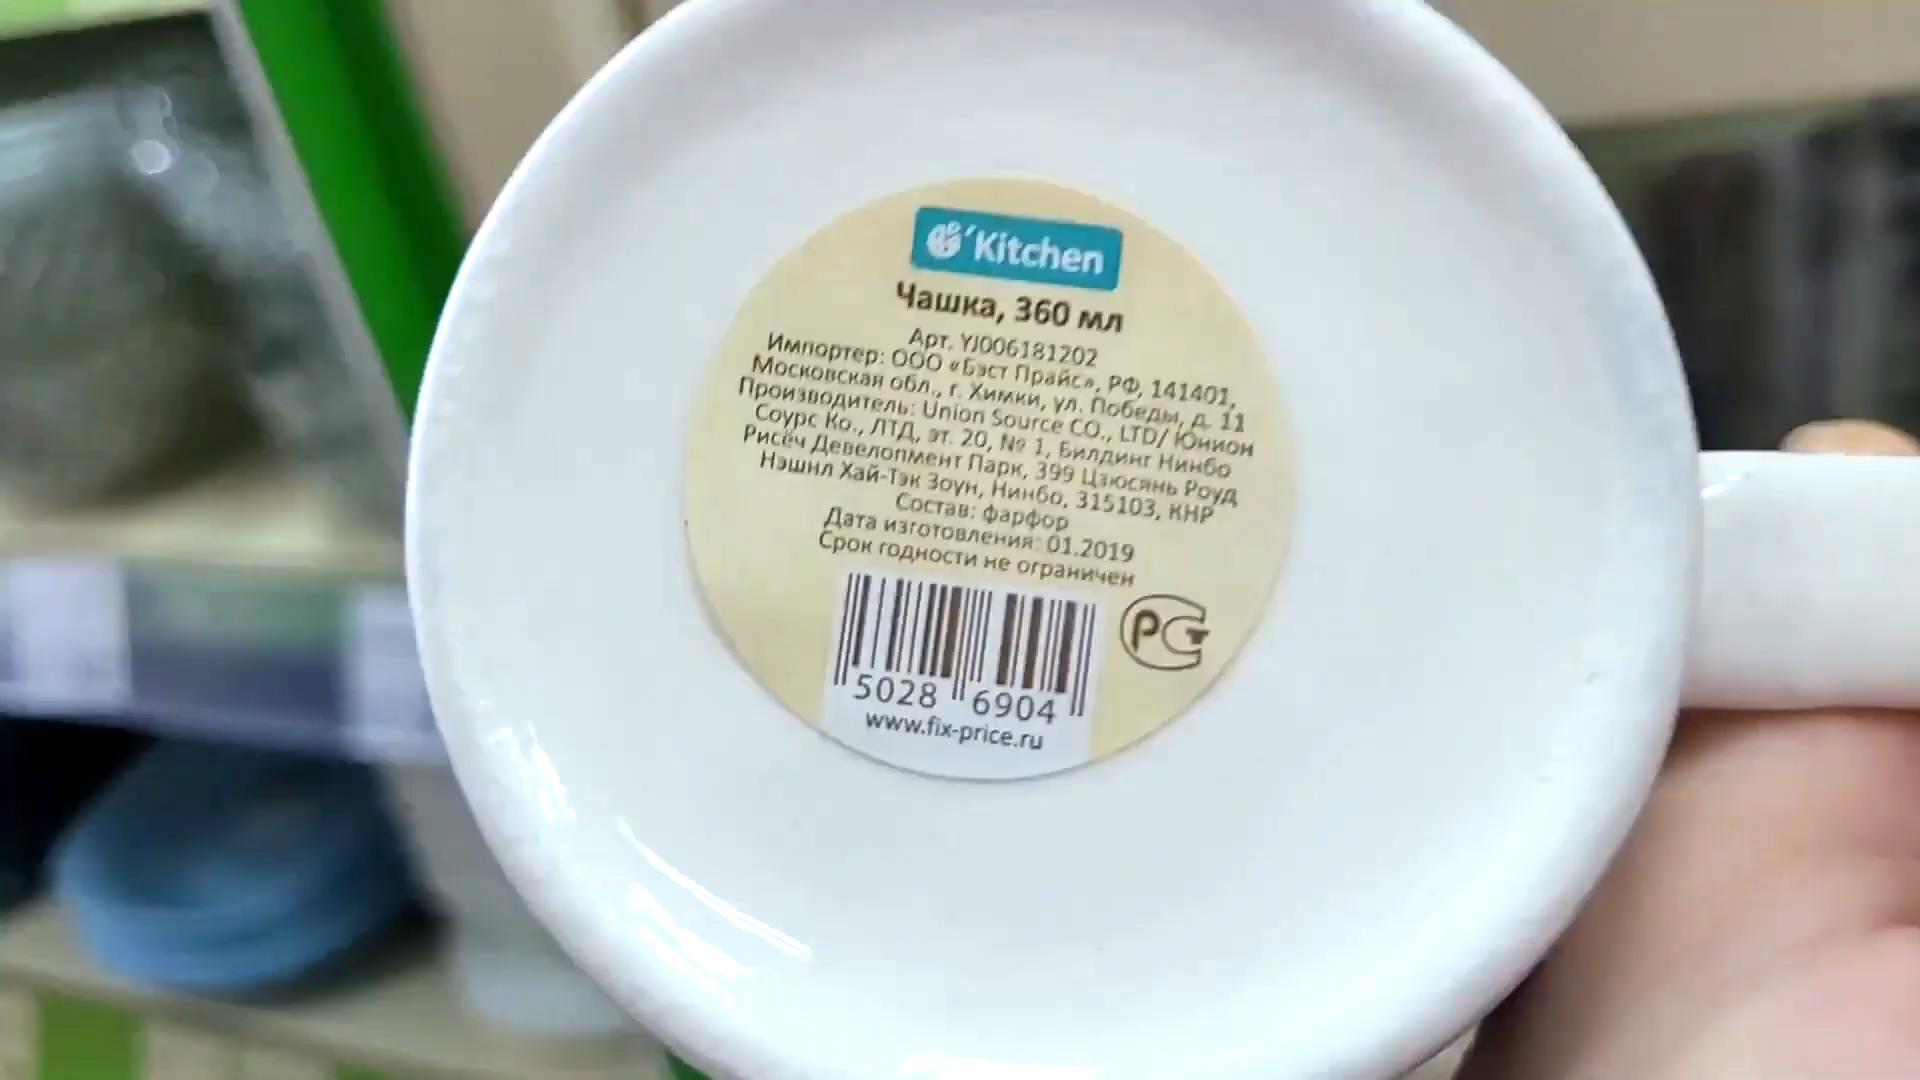 'Kitchen
Чашка, 360 мл
Арт. YJ006181202
Импортер: ООО «Бэст Прайс», РФ, 141401,
Московская обл., г. Химки, ул. Победы, д. 11
Производитель: Union Source CO., LTD/ Юнион
Соурс Ко., ЛТД, эт. 20, № 1, Билдинг Нинбо
Рисёч Девелопмент Парк, 399 Цзюсянь Роуд
Нэшнл Хай-Тэк Зоун, Нинбо, 315103, КНР
Состав: фарфор
Дата изготовления: 01.2019
Срок годности не ограничен
5028 6904
РСТ
www.fix-price.ru